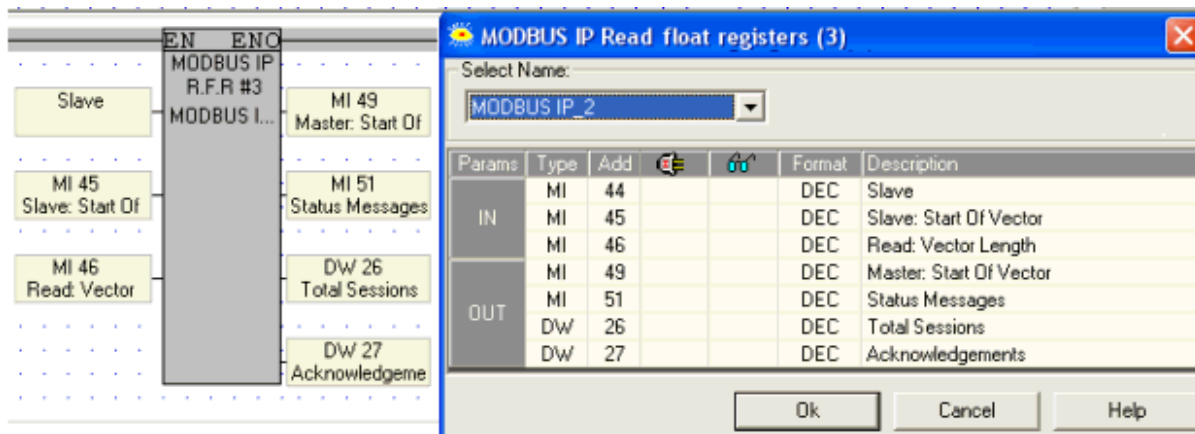 EN ENO
MODBUS IP
R.F.R #3
MODBUS I...
Slave
MI 45
Slave: Start Of
MI 46
Read: Vector
MI 49
Master: Start Of
MI 51
Status Messages
DW 26
Total Sessions
DW 27
Acknowledgeme
MODBUS IP Read float registers (3)
Select Name:
MODBUS IP_2
Params Type Add Format Description
IN
MI 44 DEC Slave
MI 45 DEC Slave: Start Of Vector
MI 46 DEC Read: Vector Length
OUT
MI 49 DEC Master: Start Of Vector
MI 51 DEC Status Messages
DW 26 DEC Total Sessions
DW 27 DEC Acknowledgements
Ok Cancel Help